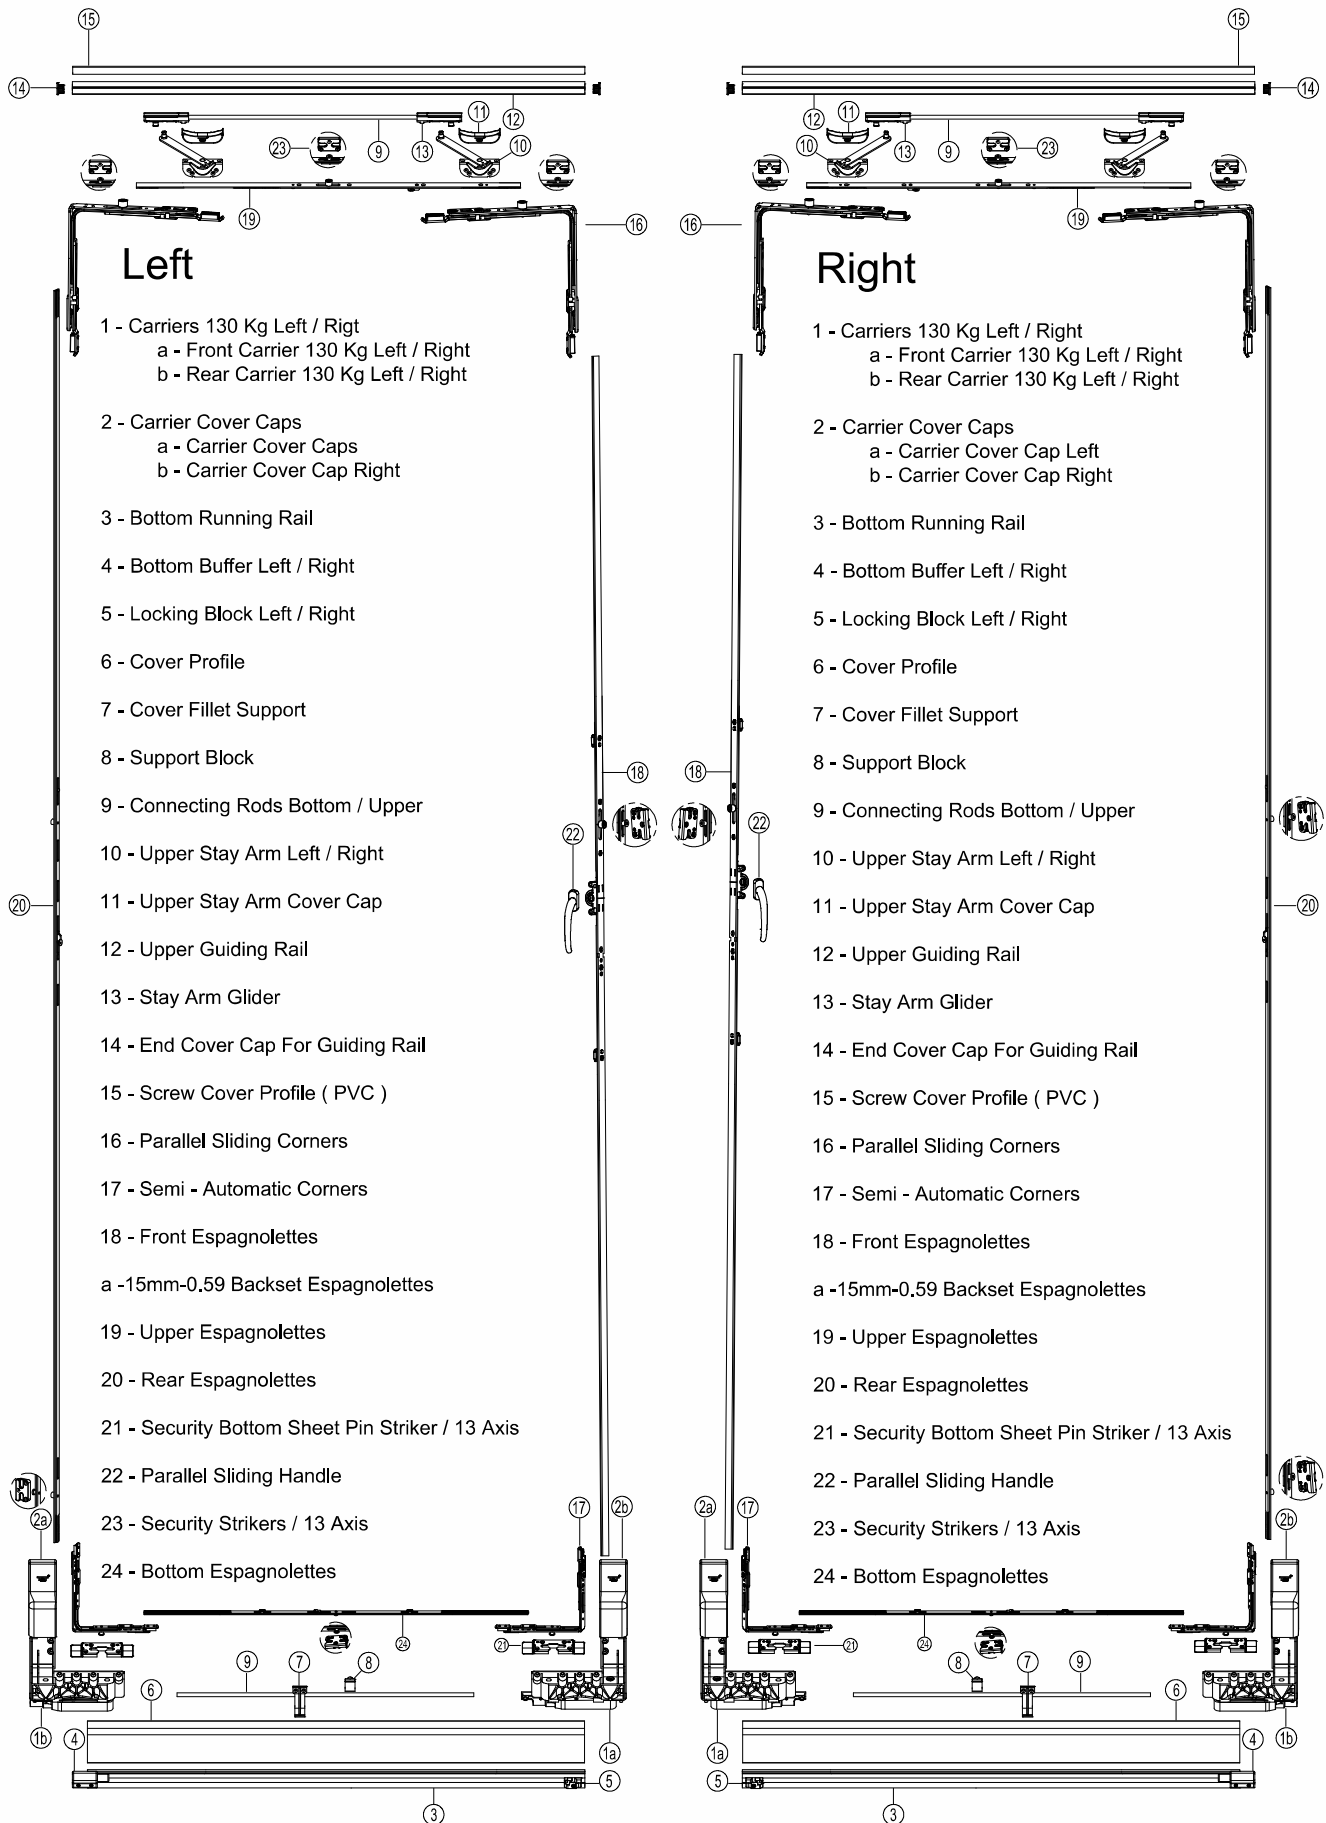 15
15
14
14
12
11
23
9
13
10
12
11
10
13
9
23
19
19
16
16
Left
1 - Carriers 130 Kg Left / Rigt
a - Front Carrier 130 Kg Left / Right
b - Rear Carrier 130 Kg Left / Right
2 - Carrier Cover Caps
a - Carrier Cover Caps
b - Carrier Cover Cap Right
3 - Bottom Running Rail
4 - Bottom Buffer Left / Right
5 - Locking Block Left / Right
6 - Cover Profile
7 - Cover Fillet Support
8 - Support Block
9 - Connecting Rods Bottom / Upper
10 - Upper Stay Arm Left / Right
11 - Upper Stay Arm Cover Cap
12 - Upper Guiding Rail
13 - Stay Arm Glider
14 - End Cover Cap For Guiding Rail
15 - Screw Cover Profile ( PVC )
16 - Parallel Sliding Corners
17 - Semi - Automatic Corners
18 - Front Espagnolettes
a -15mm-0.59 Backset Espagnolettes
19 - Upper Espagnolettes
20 - Rear Espagnolettes
21 - Security Bottom Sheet Pin Striker / 13 Axis
22 - Parallel Sliding Handle
23 - Security Strikers / 13 Axis
24 - Bottom Espagnolettes
Right
1 - Carriers 130 Kg Left / Right
a - Front Carrier 130 Kg Left / Right
b - Rear Carrier 130 Kg Left / Right
2 - Carrier Cover Caps
a - Carrier Cover Cap Left
b - Carrier Cover Cap Right
3 - Bottom Running Rail
4 - Bottom Buffer Left / Right
5 - Locking Block Left / Right
6 - Cover Profile
7 - Cover Fillet Support
8 - Support Block
9 - Connecting Rods Bottom / Upper
10 - Upper Stay Arm Left / Right
11 - Upper Stay Arm Cover Cap
12 - Upper Guiding Rail
13 - Stay Arm Glider
14 - End Cover Cap For Guiding Rail
15 - Screw Cover Profile ( PVC )
16 - Parallel Sliding Corners
17 - Semi - Automatic Corners
18 - Front Espagnolettes
a -15mm-0.59 Backset Espagnolettes
19 - Upper Espagnolettes
20 - Rear Espagnolettes
21 - Security Bottom Sheet Pin Striker / 13 Axis
22 - Parallel Sliding Handle
23 - Security Strikers / 13 Axis
24 - Bottom Espagnolettes
18
18
22
22
20
20
2a
17
2b
2a
17
2b
24
21
21
24
9
7
8
8
7
9
6
6
1b
4
1a
1a
4
1b
5
5
3
3